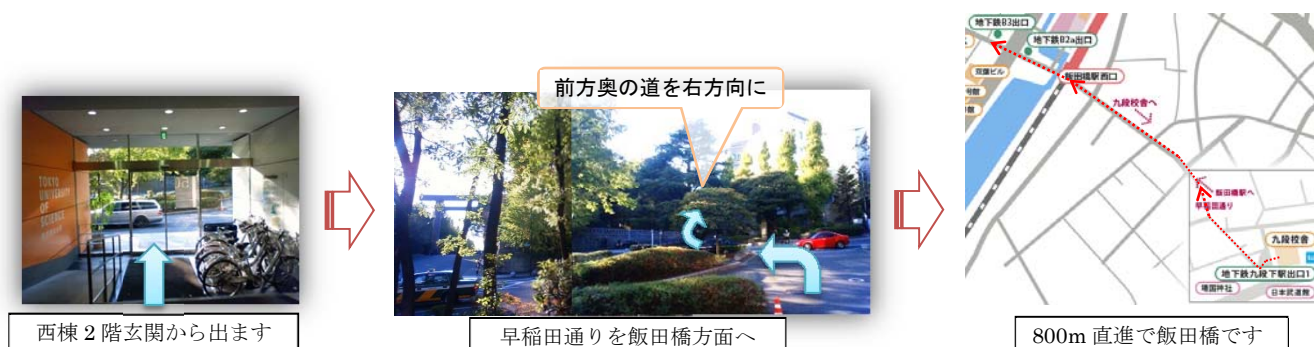 TOKYO
UNIVERSITY
OF
SCIENCE
西棟 2 階玄関から出ます
前方奥の道を右方向に
早稲田通りを飯田橋方面へ
地下鉄B3出口
地下鉄B2a出口
双葉ビル
飯田橋駅西口
九段校舎へ
飯田橋駅へ
早稲田通り
九段校舎
地下鉄九段下駅出口1
靖国神社
日本武道館
800m 直進で飯田橋です